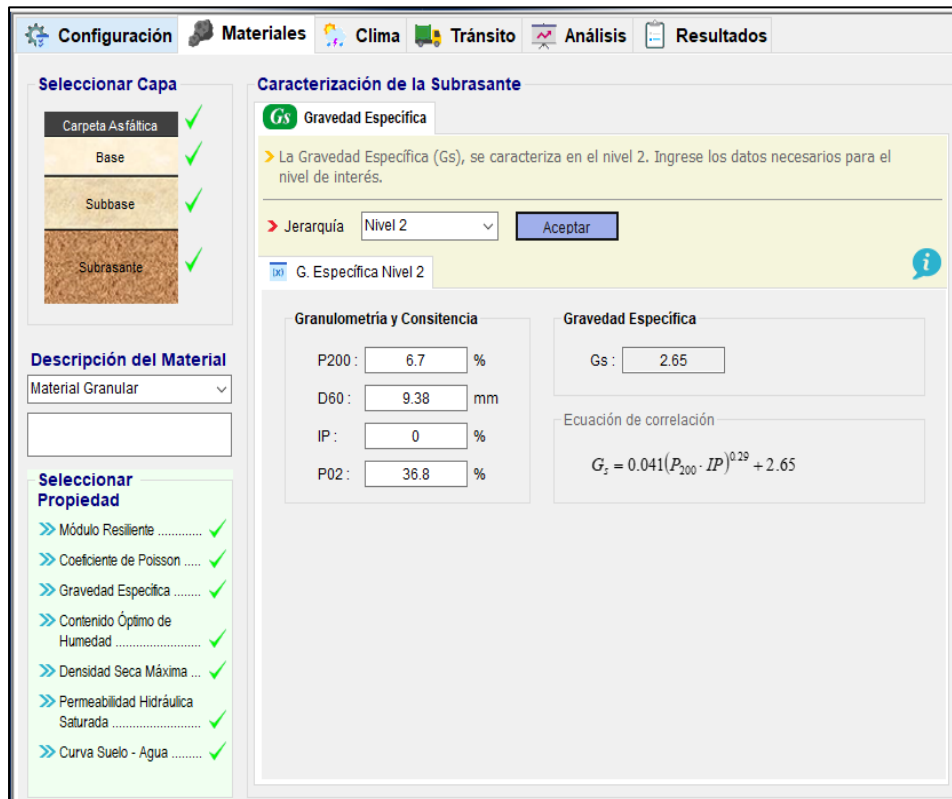 Configuración
Materiales
Clima
Tránsito
Análisis
Resultados
Seleccionar Capa
Carpeta Asfáltica
Base
Subbase
Subrasante
Descripción del Material
Material Granular
Seleccionar
Propiedad
Módulo Resiliente ............
Coeficiente de Poisson .....
Gravedad Específica ........
Contenido Óptimo de
Humedad .........................
Densidad Seca Máxima ...
Permeabilidad Hidráulica
Saturada ..........................
Curva Suelo - Agua .........
Caracterización de la Subrasante
Gs Gravedad Específica
La Gravedad Específica (Gs), se caracteriza en el nivel 2. Ingrese los datos necesarios para el
nivel de interés.
Jerarquía Nivel 2 Aceptar
(x) G. Específica Nivel 2
i
Granulometría y Consitencia
P200 : 6.7 %
D60 : 9.38 mm
IP : 0 %
P02 : 36.8 %
Gravedad Específica
Gs : 2.65
Ecuación de correlación
G_s = 0.041(P_200 · IP)^0.29 + 2.65